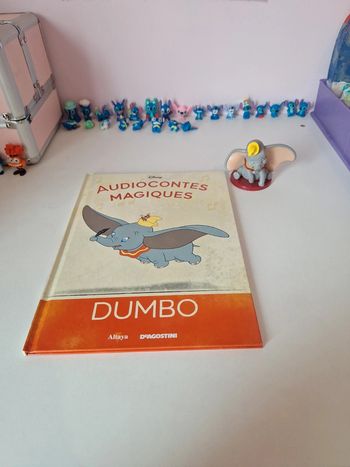 Disney
AUDIOCONTES
MAGIQUES
DUMBO
Altaya
DeAGOSTINI